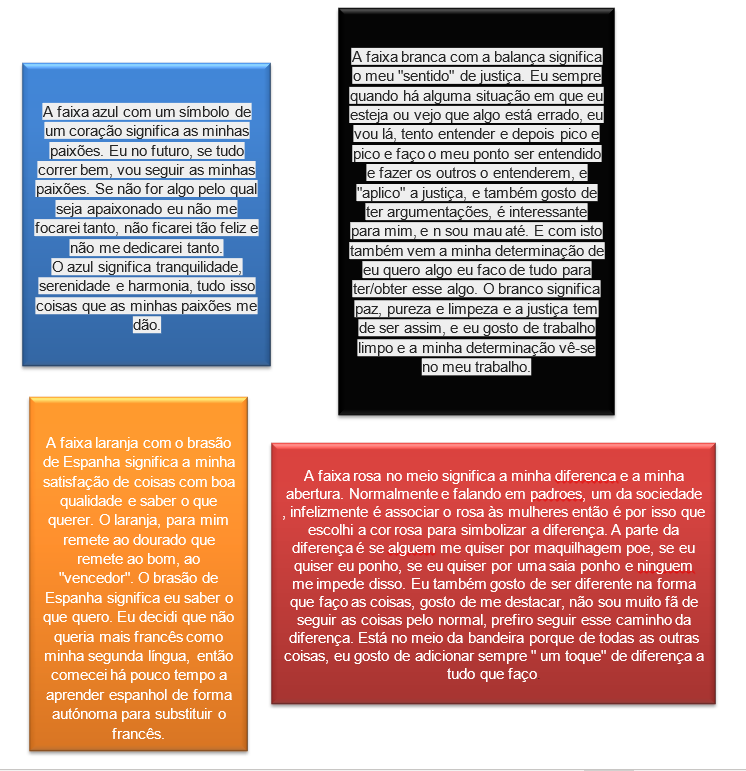 A faixa azul com um símbolo de
um coração significa as minhas
paixões. Eu no futuro, se tudo
correr bem, vou seguir as minhas
paixões. Se não for algo pelo qual
seja apaixonado eu não me
focarei tanto, não ficarei tão feliz e
não me dedicarei tanto.
O azul significa tranquilidade,
serenidade e harmonia, tudo isso
coisas que as minhas paixões me
dão.
A faixa branca com a balança significa
o meu "sentido" de justiça. Eu sempre
quando há alguma situação em que eu
esteja ou vejo que algo está errado, eu
vou lá, tento entender e depois pico e
pico e faço o meu ponto ser entendido
e fazer os outros o entenderem, e
"aplico" a justiça, e também gosto de
ter argumentações, é interessante
para mim, e n sou mau até. E com isto
também vem a minha determinação de
eu quero algo eu faco de tudo para
ter/obter esse algo. O branco significa
paz, pureza e limpeza e a justiça tem
de ser assim, e eu gosto de trabalho
limpo e a minha determinação vê-se
no meu trabalho.
A faixa laranja com o brasão
de Espanha significa a minha
satisfação de coisas com boa
qualidade e saber o que
querer. O laranja, para mim
remete ao dourado que
remete ao bom, ao
"vencedor". O brasão de
Espanha significa eu saber o
que quero. Eu decidi que não
queria mais francês como
minha segunda língua, então
comecei há pouco tempo a
aprender espanhol de forma
autónoma para substituir o
francês.
A faixa rosa no meio significa a minha diferenca e a minha
abertura. Normalmente e falando em padroes, um da sociedade
, infelizmente é associar o rosa às mulheres então é por isso que
escolhi a cor rosa para simbolizar a diferença. A parte da
diferença é se alguem me quiser por maquilhagem poe, se eu
quiser eu ponho, se eu quiser por uma saia ponho e ninguem
me impede disso. Eu também gosto de ser diferente na forma
que faço as coisas, gosto de me destacar, não sou muito fã de
seguir as coisas pelo normal, prefiro seguir esse caminho da
diferença. Está no meio da bandeira porque de todas as outras
coisas, eu gosto de adicionar sempre " um toque" de diferença a
tudo que faço